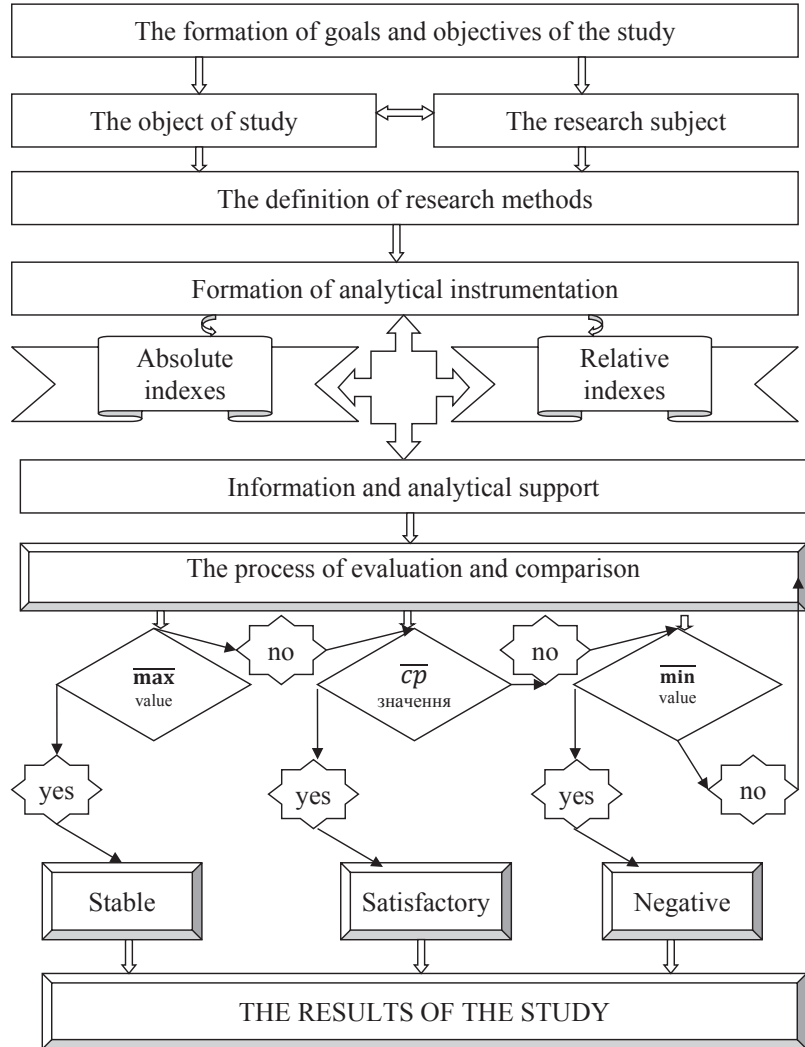 The formation of goals and objectives of the study
The object of study
The research subject
The definition of research methods
Formation of analytical instrumentation
Absolute
indexes
Relative
indexes
Information and analytical support
The process of evaluation and comparison
max
value
no
ср
значення
no
min
value
yes
yes
yes
no
Stable
Satisfactory
Negative
THE RESULTS OF THE STUDY